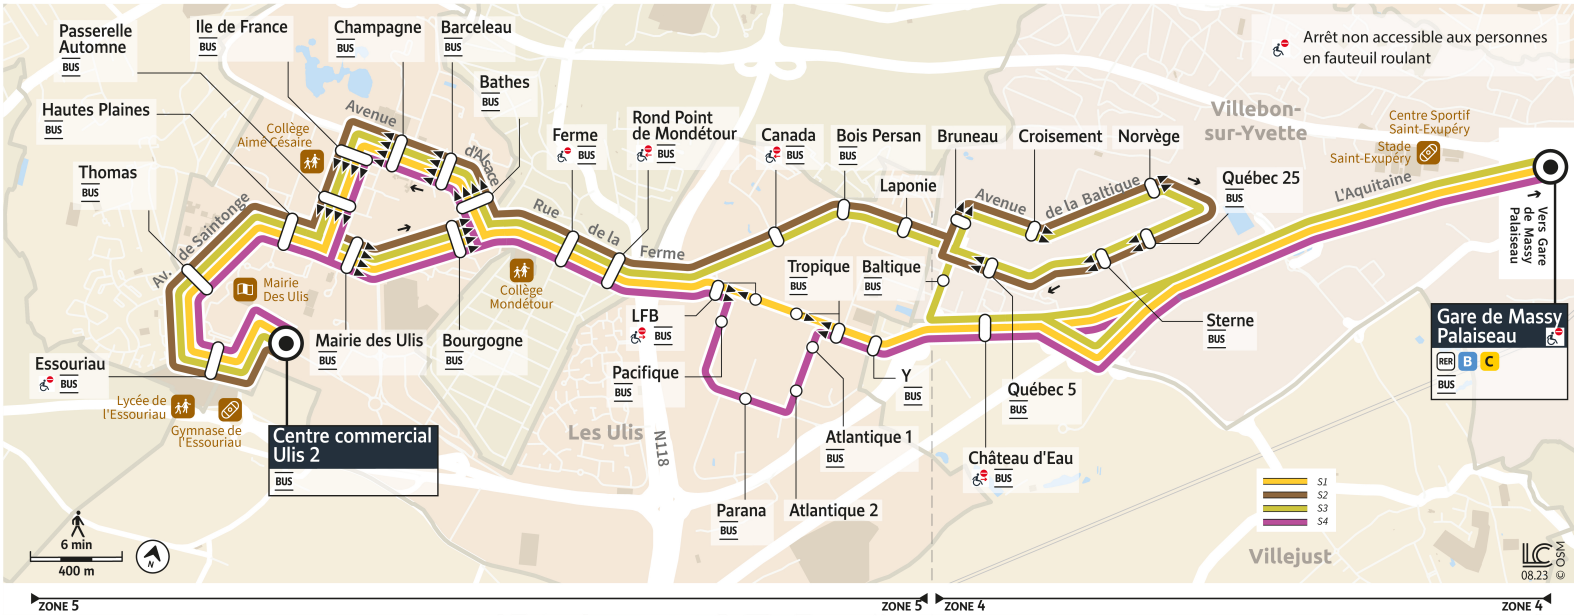 Passerelle
Automne
BUS
Ile de France
BUS
Champagne
BUS
Barceleau
BUS
Bathes
BUS
Arrêt non accessible aux personnes
en fauteuil roulant
Hautes Plaines
BUS
Collège
Aimé Césaire
Avenue
d'Alsace
Thomas
BUS
Av. de Saintonge
Ferme
BUS
Rond Point
de Mondétour
BUS
Canada
BUS
Bois Persan
BUS
Laponie
Bruneau
Croisement
Norvège
Villebon-
sur-Yvette
Centre Sportif
Saint-Exupéry
Stade
Saint-Exupéry
Québec 25
BUS
Avenue de la Baltique
L'Aquitaine
Vers Gare
de Massy
Palaiseau
Rue de la Ferme
Mairie
Des Ulis
Collège
Mondétour
Tropique
BUS
Baltique
BUS
LFB
BUS
Mairie des Ulis
BUS
Bourgogne
BUS
Essouriau
BUS
Lycée de
l'Essouriau
Gymnase de
l'Essouriau
Centre commercial
Ulis 2
BUS
Les Ulis
N118
Pacifique
BUS
Y
BUS
Atlantique 1
BUS
Parana
BUS
Atlantique 2
Québec 5
BUS
Château d'Eau
BUS
Sterne
BUS
Gare de Massy
Palaiseau
RER B C
BUS
S1
S2
S3
S4
Villejust
6 min
400 m
N
LC
08.23
© OSM
ZONE 5
ZONE 5
ZONE 4
ZONE 4